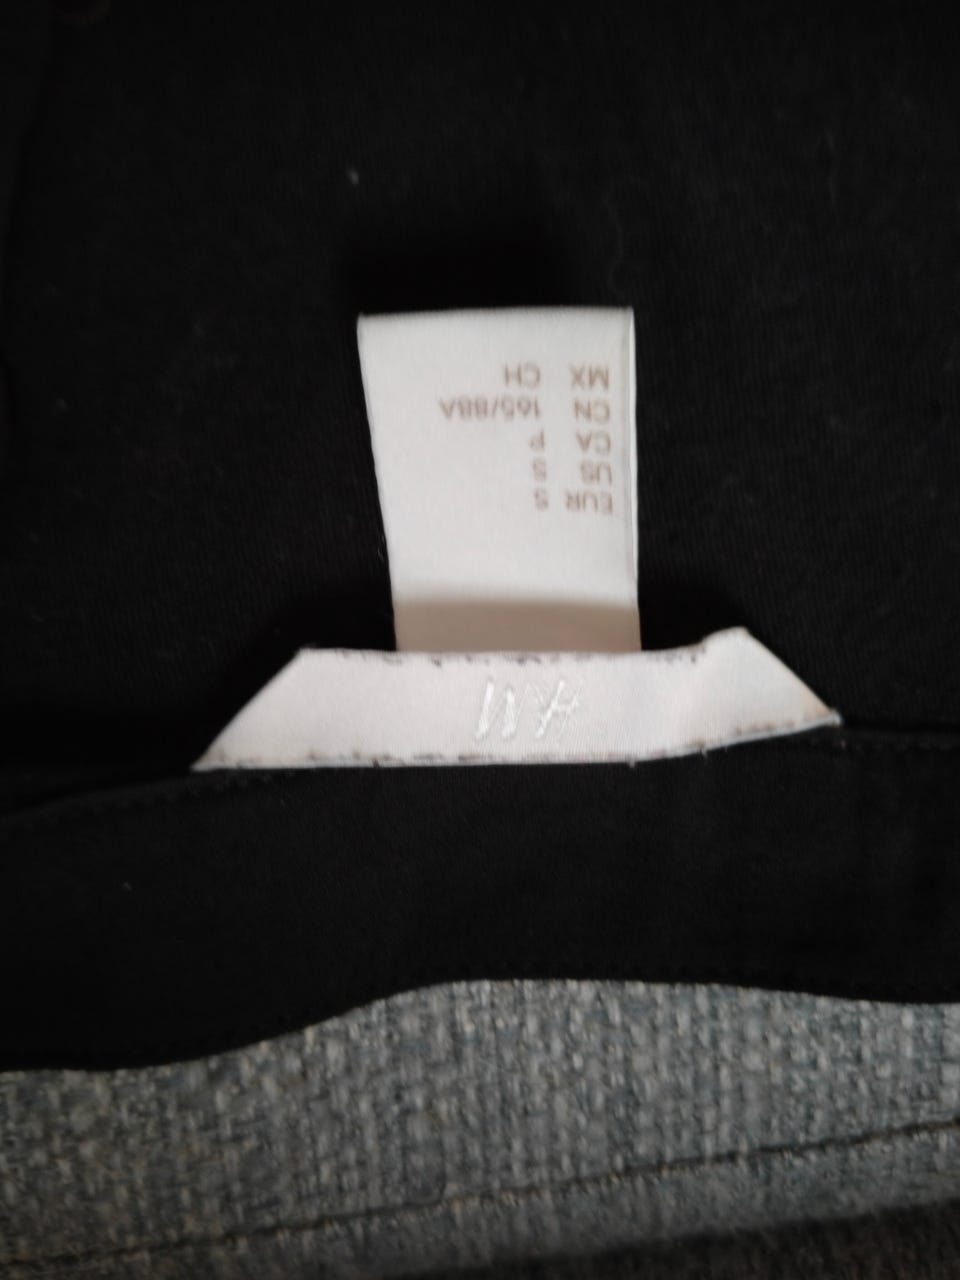 H&M
EUR S
US S
CA P
CN 165/88A
MX CH